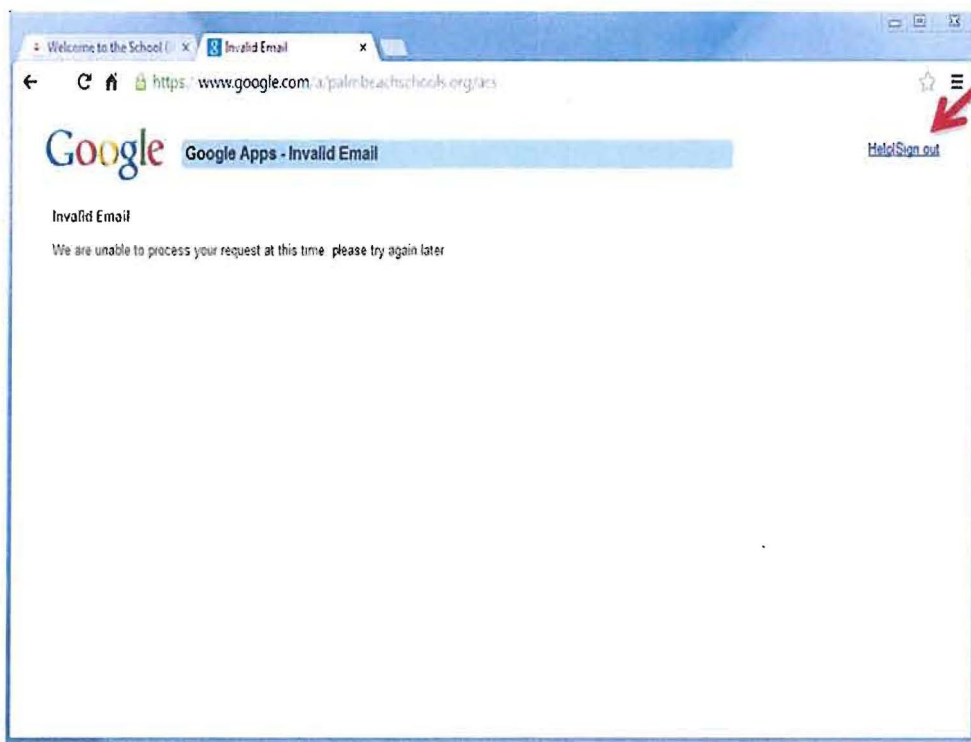 Welcome to the School
Invalid Email
https: www.google.com/a/palmbeachschools.org/acs
Google
Google Apps - Invalid Email
Help|Sign out
Invalid Email
We are unable to process your request at this time please try again later